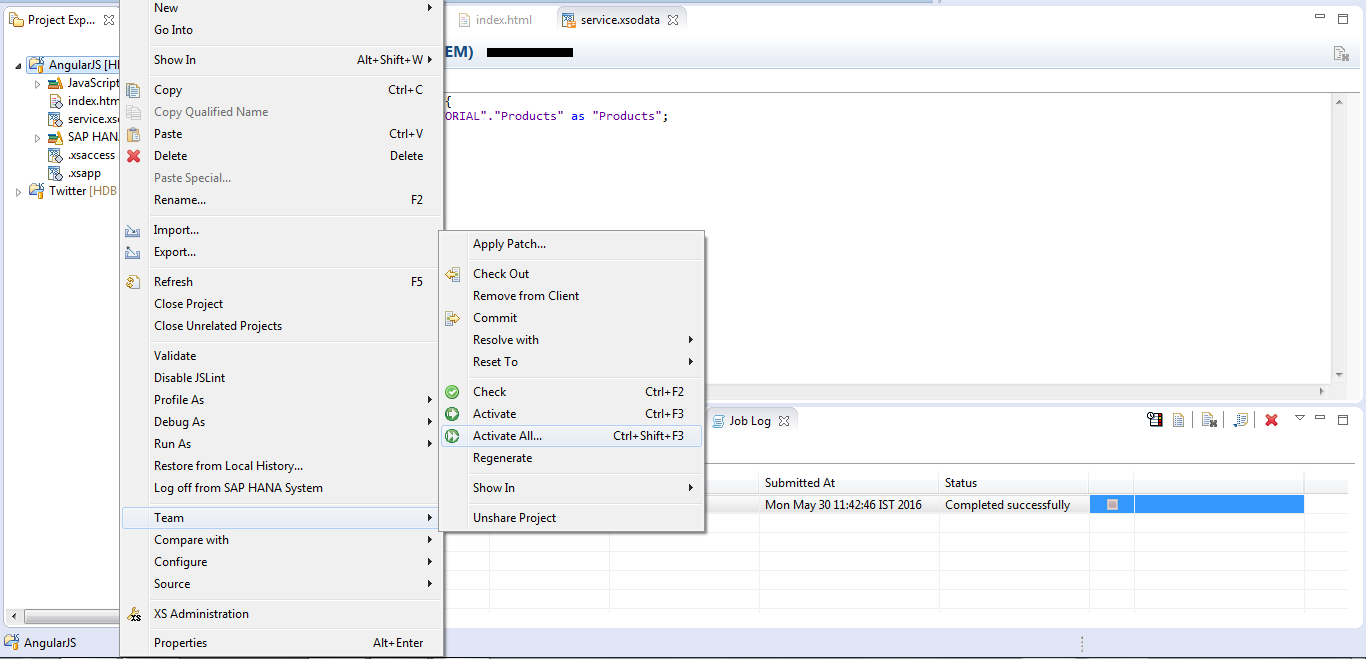 Project Exp...
AngularJS [H
JavaScript
index.htm
service.xso
SAP HAN
.xsaccess
.xsapp
Twitter [HDB
New
Go Into
Show In Alt+Shift+W
Copy Ctrl+C
Copy Qualified Name
Paste Ctrl+V
Delete Delete
Paste Special...
Rename... F2
Import...
Export...
Refresh F5
Close Project
Close Unrelated Projects
Validate
Disable JSLint
Profile As
Debug As
Run As
Restore from Local History...
Log off from SAP HANA System
Team
Compare with
Configure
Source
XS Administration
Properties Alt+Enter
Apply Patch...
Check Out
Remove from Client
Commit
Resolve with
Reset To
Check Ctrl+F2
Activate Ctrl+F3
Activate All... Ctrl+Shift+F3
Regenerate
Show In
Unshare Project
index.html
service.xsodata
EM)
{
ORIAL"."Products" as "Products";
Job Log
Submitted At Status
Mon May 30 11:42:46 IST 2016 Completed successfully
AngularJS